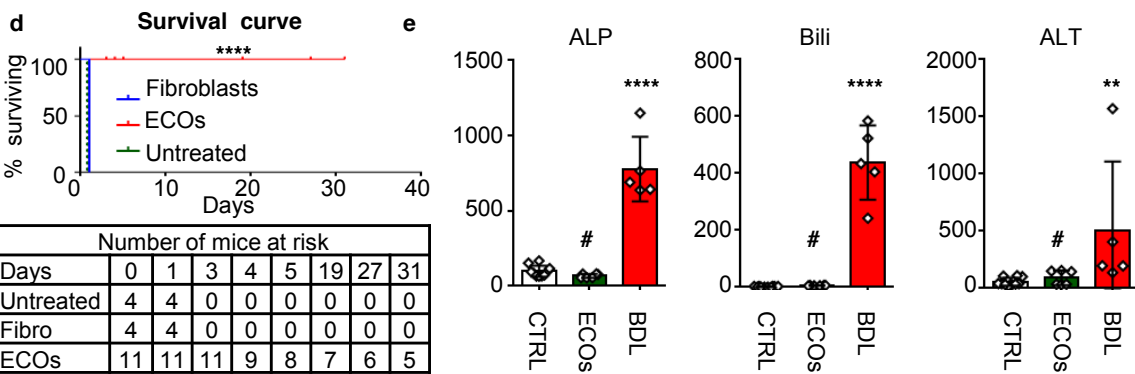 d
Survival curve
% surviving
100
50
0
****
Fibroblasts
ECOs
Untreated
0 10 20 30 40
Days
Number of mice at risk
Days 0 1 3 4 5 19 27 31
Untreated 4 4 0 0 0 0 0 0
Fibro 4 4 0 0 0 0 0 0
ECOs 11 11 11 9 8 7 6 5
e
ALP
1500
1000
500
0
#
****
CTRL
ECOs
BDL
Bili
800
600
400
200
0
#
****
CTRL
ECOs
BDL
ALT
2000
1500
1000
500
0
#
**
CTRL
ECOs
BDL